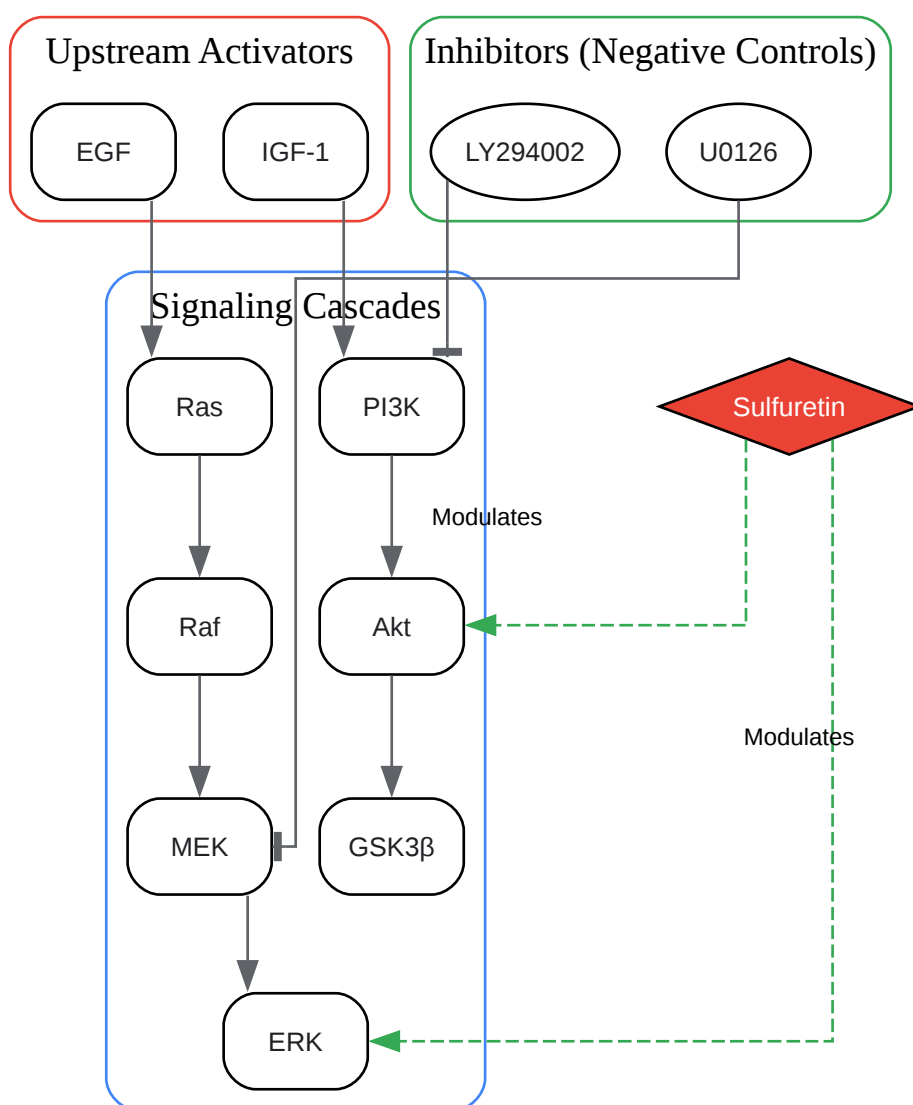 Upstream Activators
Inhibitors (Negative Controls)
EGF
IGF-1
LY294002
U0126
Signaling Cascades
Ras
PI3K
Sulfuretin
Modulates
Raf
Akt
Modulates
MEK
GSK3β
ERK